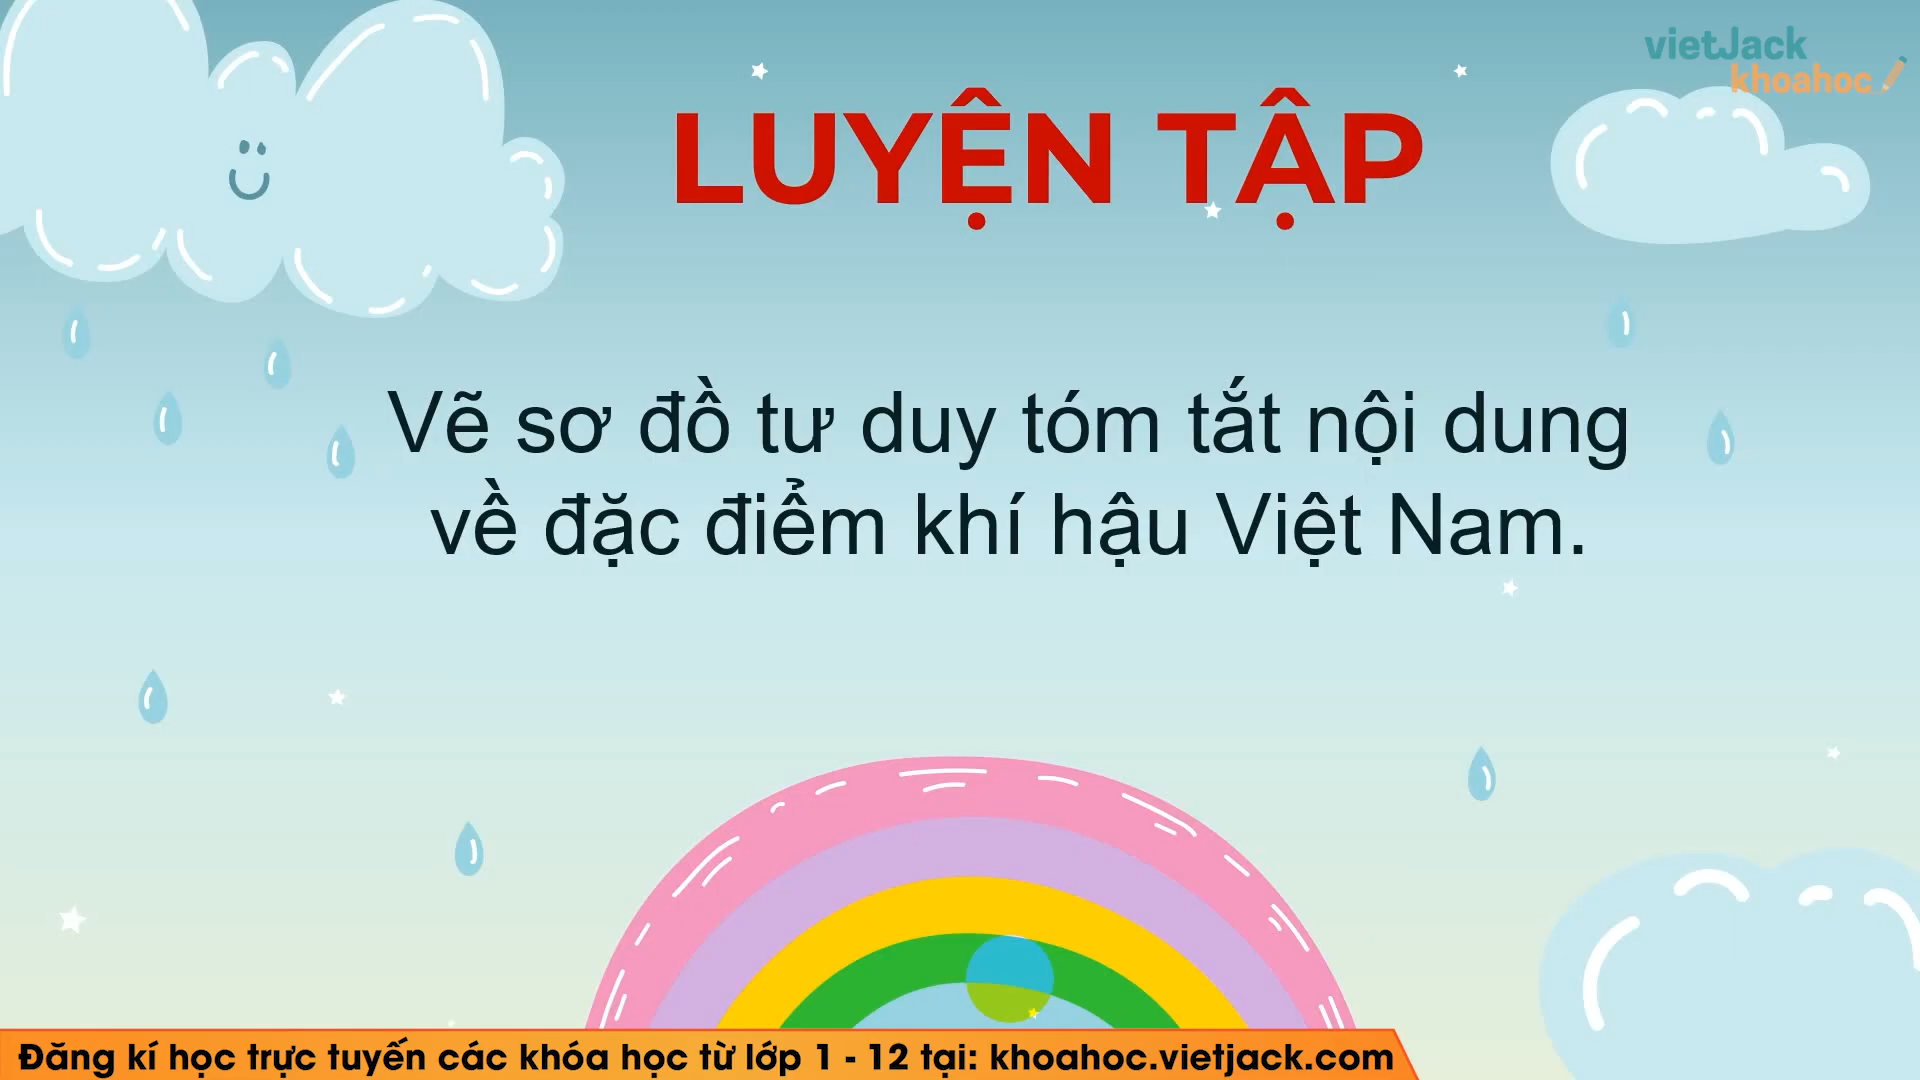 vietJack
khoahoc
LUYỆN TẬP
Vẽ sơ đồ tư duy tóm tắt nội dung
về đặc điểm khí hậu Việt Nam.
Đăng kí học trực tuyến các khóa học từ lớp 1 - 12 tại: khoahoc.vietjack.com